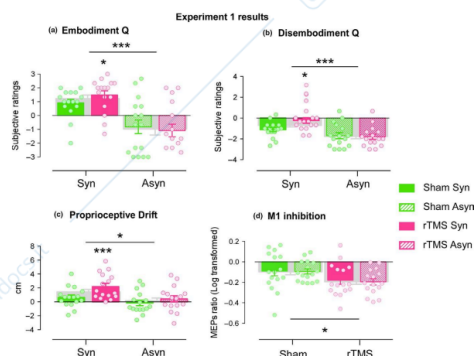 Experiment 1 results
(a) Embodiment Q
***
*
Subjective ratings
3
2
1
0
−1
−2
−3
Syn Asyn
(b) Disembodiment Q
***
*
Subjective ratings
4
2
0
−2
−4
Syn Asyn
(c) Proprioceptive Drift
*
***
cm
8
6
4
2
0
−2
−4
Syn Asyn
(d) M1 inhibition
MEPs ratio (Log transformed)
0.2
0.0
−0.2
−0.4
−0.6
*
Sham rTMS
Sham Syn
Sham Asyn
rTMS Syn
rTMS Asyn